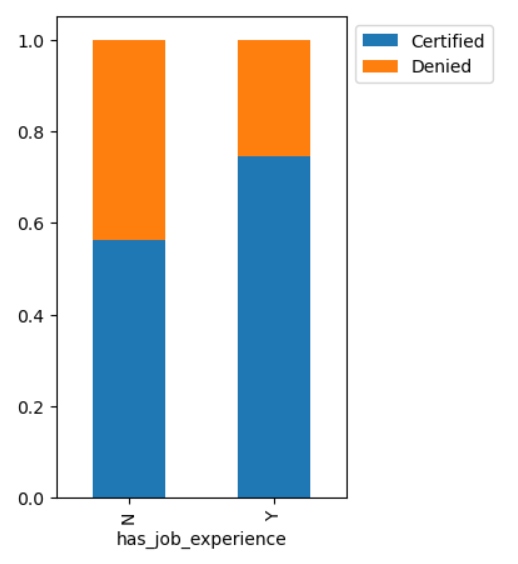 1.0
0.8
0.6
0.4
0.2
0.0
Certified
Denied
N
Y
has_job_experience